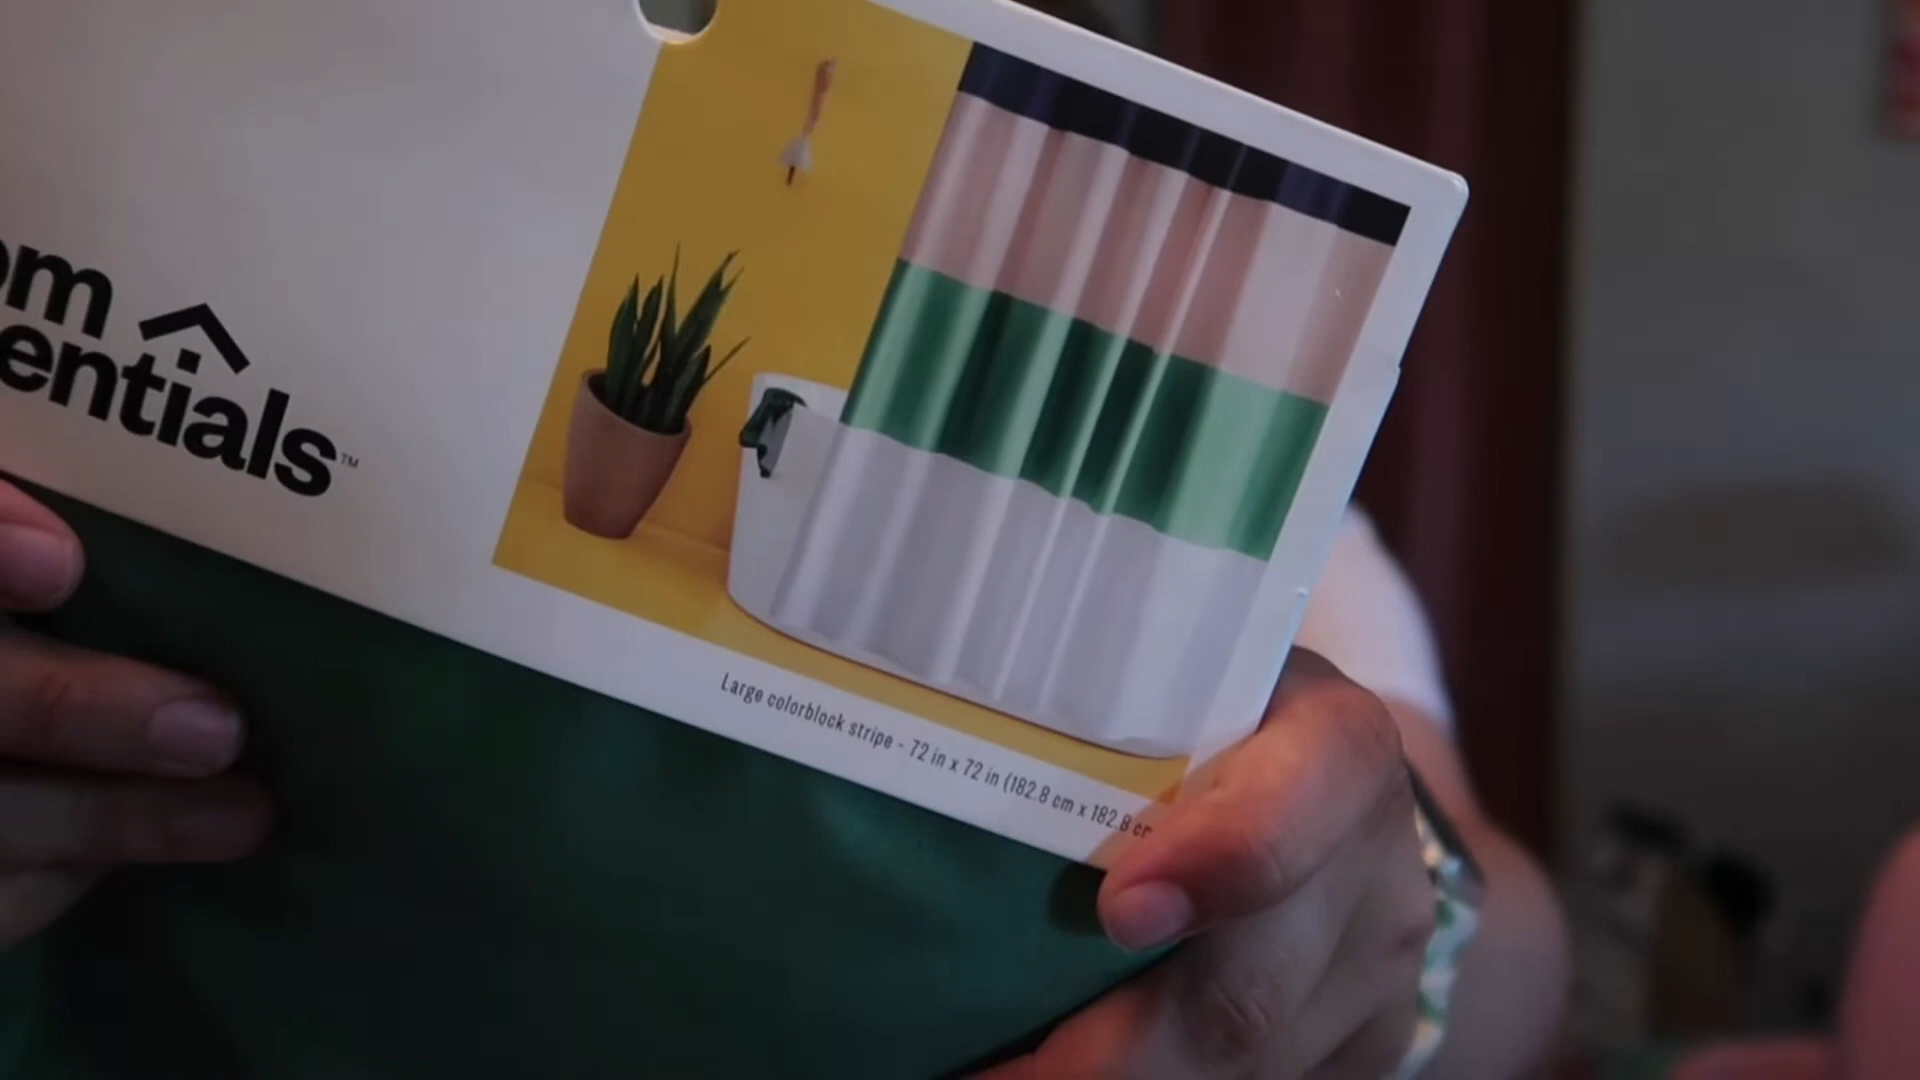 om
entials™
Large colorblock stripe - 72 in x 72 in (182.8 cm x 182.8 cm